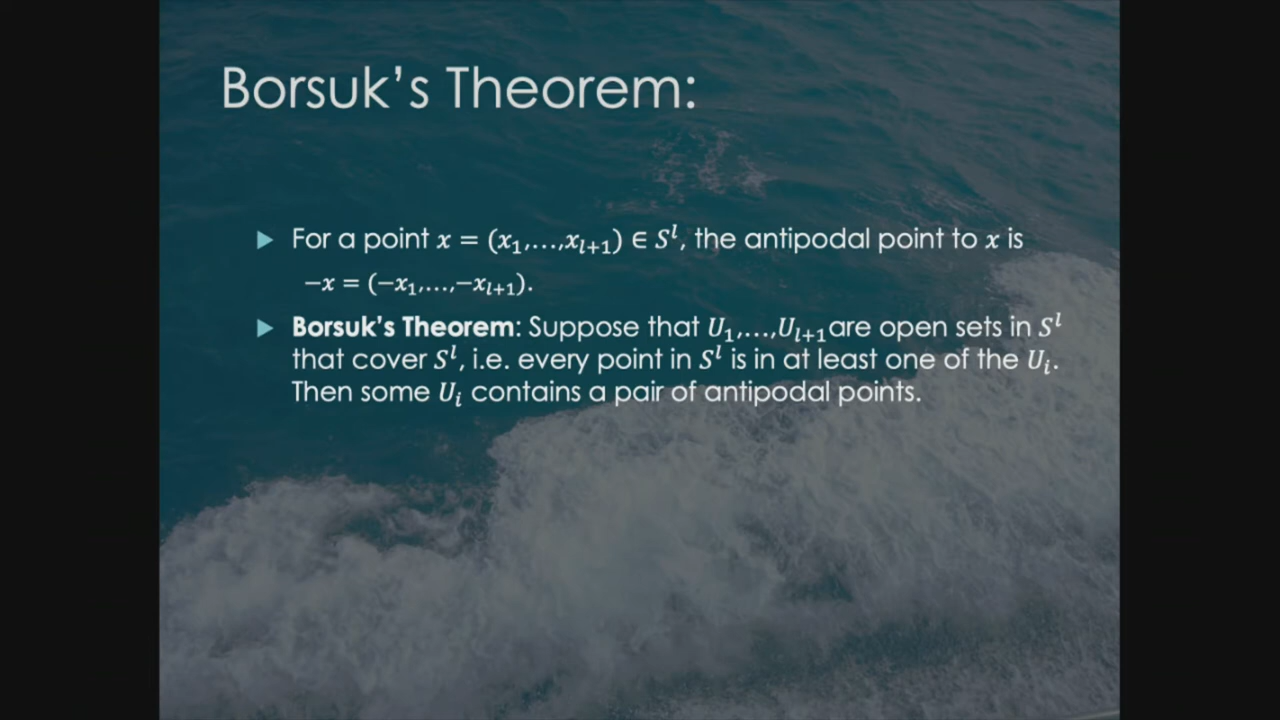 Borsuk's Theorem:
For a point x = (x₁,…,xₗ₊₁) ∈ Sˡ, the antipodal point to x is
−x = (−x₁,…,−xₗ₊₁).
Borsuk's Theorem: Suppose that U₁,…,Uₗ₊₁are open sets in Sˡ
that cover Sˡ, i.e. every point in Sˡ is in at least one of the Uᵢ.
Then some Uᵢ contains a pair of antipodal points.